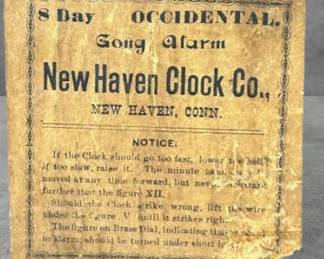 8 Day OCCIDENTAL.
Gong Alarm
New Haven Clock Co.,
NEW HAVEN, CONN.
NOTICE.
If the Clock should go too fast, lower the ball;
if too slow, raise it. The minute hand
moved at any time forward, but never backward
further that the figure XII.
Should the Clock strike wrong, lift the wire
under the figure V until it strikes right.
The figure on Brass Dial, indicating
to alarm, should be turned under short